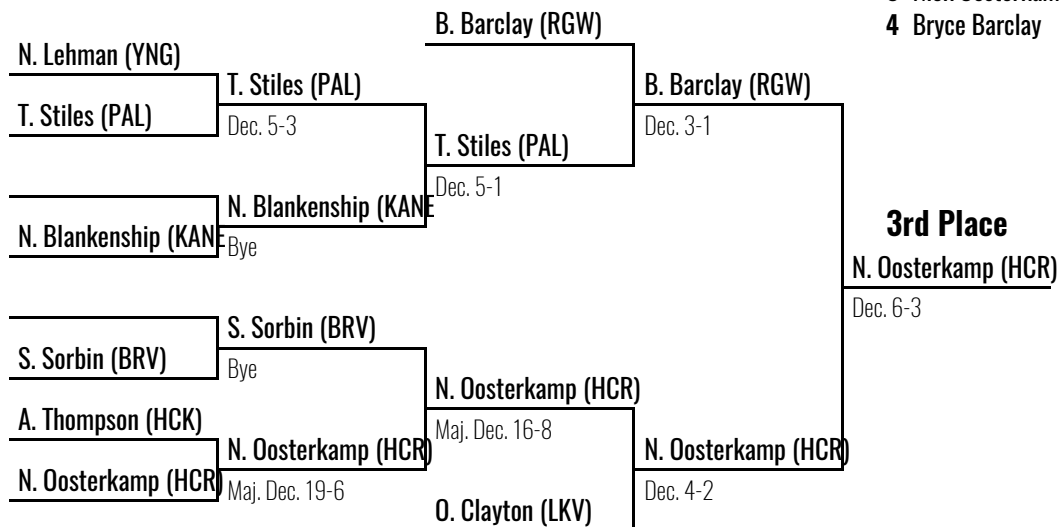 N. Lehman (YNG)
T. Stiles (PAL)
N. Blankenship (KANE
S. Sorbin (BRV)
A. Thompson (HCK)
N. Oosterkamp (HCR)
T. Stiles (PAL)
Dec. 5-3
N. Blankenship (KANE
Bye
S. Sorbin (BRV)
Bye
N. Oosterkamp (HCR)
Maj. Dec. 19-6
B. Barclay (RGW)
T. Stiles (PAL)
Dec. 5-1
N. Oosterkamp (HCR)
Maj. Dec. 16-8
O. Clayton (LKV)
B. Barclay (RGW)
Dec. 3-1
N. Oosterkamp (HCR)
Dec. 4-2
4 Bryce Barclay
3rd Place
N. Oosterkamp (HCR)
Dec. 6-3